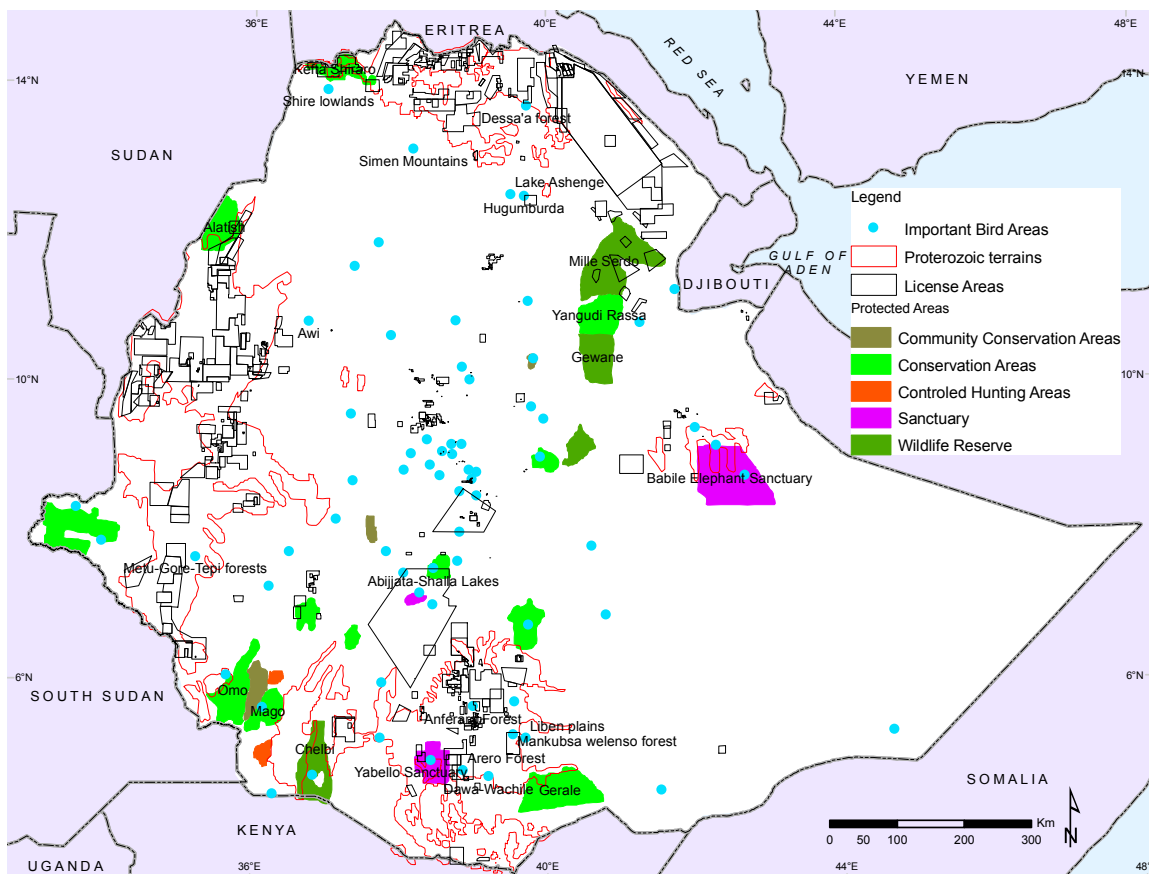 36°E
40°E
44°E
48°E
ERITREA
RED SEA
YEMEN
14°N
14°N
Kefta Shiraro
Shire lowlands
Dessa'a forest
SUDAN
Simen Mountains
Lake Ashenge
Hugumburda
Alatish
Legend
Important Bird Areas
Proterozoic terrains
License Areas
Protected Areas
Community Conservation Areas
Conservation Areas
Controled Hunting Areas
Sanctuary
Wildlife Reserve
GULF OF
ADEN
Mille Serdo
DJIBOUTI
Yangudi Rassa
Awi
Gewane
10°N
10°N
Babile Elephant Sanctuary
Metu-Gore-Tepi forests
Abijjata-Shalla Lakes
6°N
6°N
SOUTH SUDAN
Omo
Mago
Anferara Forest
Liben plains
Mankubsa welenso forest
Chelbi
Arero Forest
Yabello Sanctuary
Dawa-Wachile
Gerale
SOMALIA
KENYA
UGANDA
Km
0 50 100 200 300
N
36°E
40°E
44°E
48°E